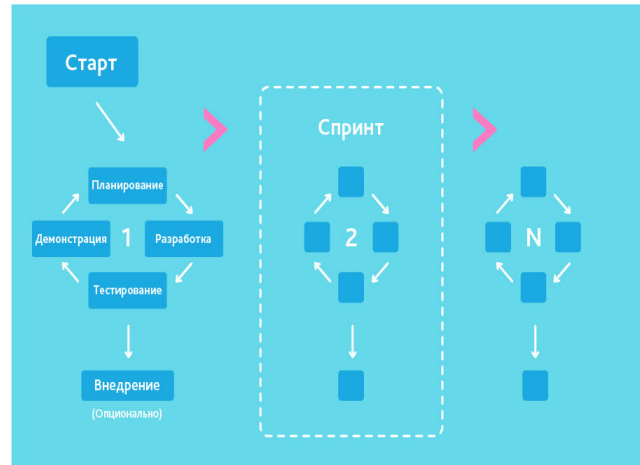 Старт
Спринт
Планирование
Демонстрация
1
Разработка
2
N
Тестирование
Внедрение
(Опционально)